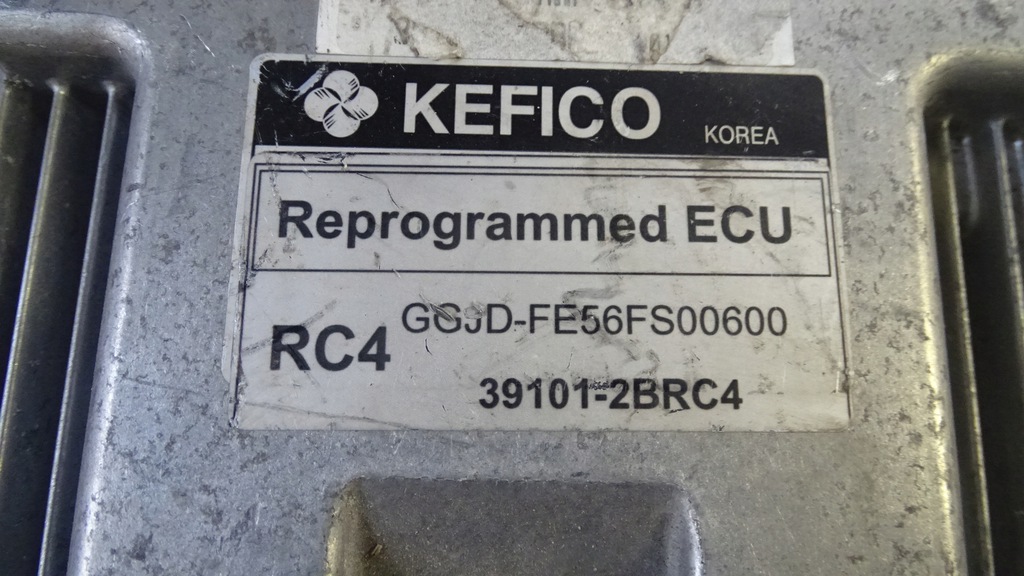 KEFICO
KOREA
Reprogrammed ECU
RC4
GGJD-FE56FS00600
39101-2BRC4